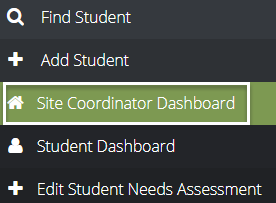 Find Student
Add Student
Site Coordinator Dashboard
Student Dashboard
Edit Student Needs Assessment